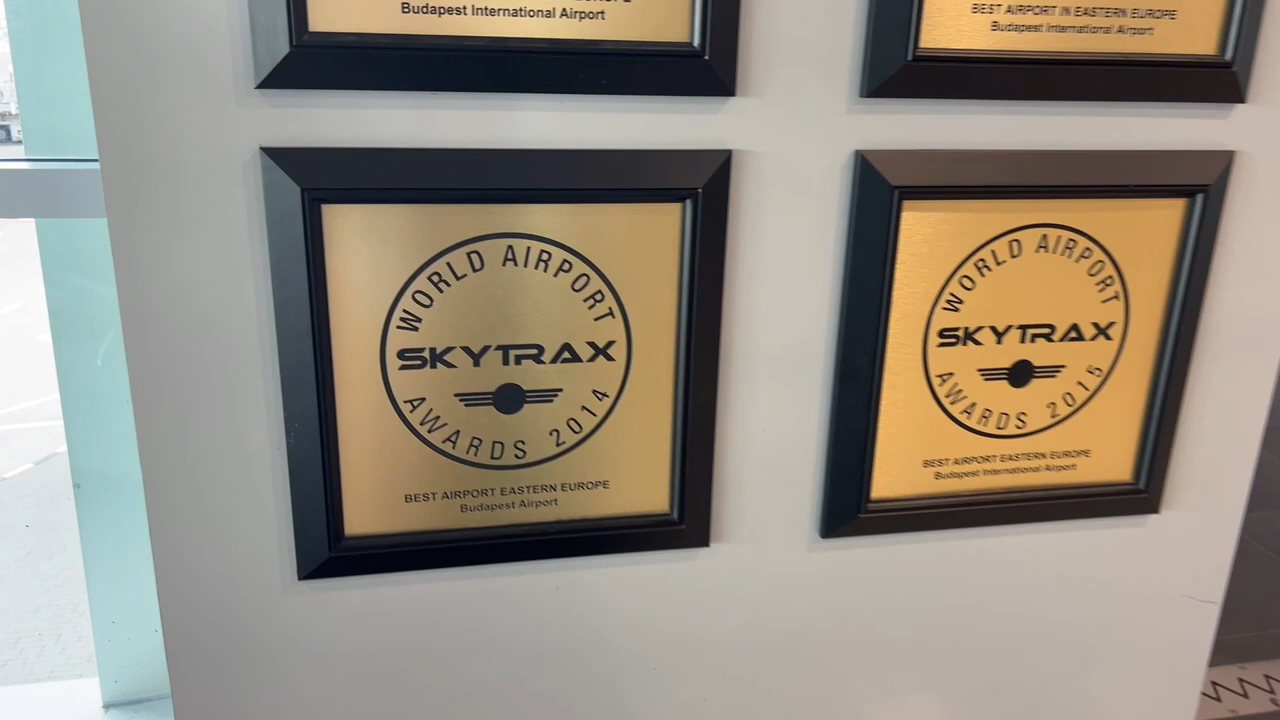 Budapest International Airport
BEST AIRPORT IN EASTERN EUROPE
Budapest International Airport
WORLD AIRPORT
SKYTRAX
AWARDS 2014
BEST AIRPORT EASTERN EUROPE
Budapest Airport
WORLD AIRPORT
SKYTRAX
AWARDS 2015
BEST AIRPORT EASTERN EUROPE
Budapest International Airport